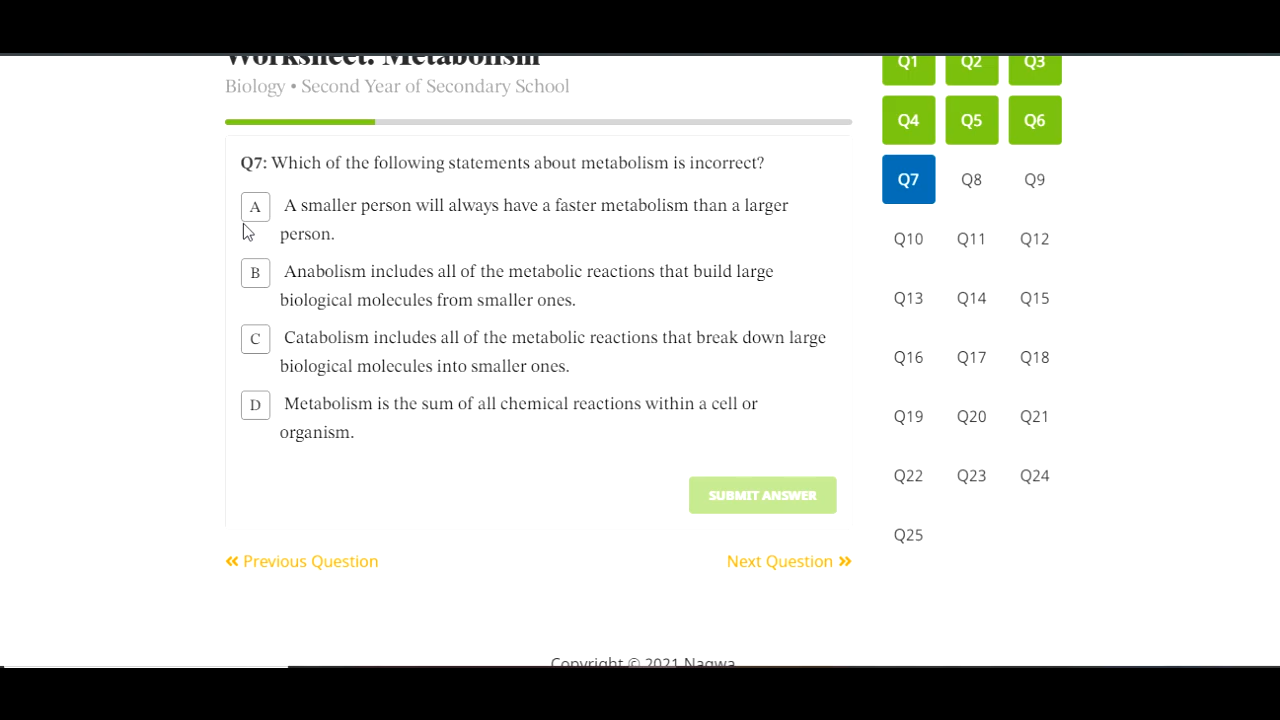 Worksheet: Metabolism
Biology • Second Year of Secondary School
Q7: Which of the following statements about metabolism is incorrect?
A A smaller person will always have a faster metabolism than a larger
person.
B Anabolism includes all of the metabolic reactions that build large
biological molecules from smaller ones.
C Catabolism includes all of the metabolic reactions that break down large
biological molecules into smaller ones.
D Metabolism is the sum of all chemical reactions within a cell or
organism.
SUBMIT ANSWER
« Previous Question
Next Question »
Q1 Q2 Q3
Q4 Q5 Q6
Q7 Q8 Q9
Q10 Q11 Q12
Q13 Q14 Q15
Q16 Q17 Q18
Q19 Q20 Q21
Q22 Q23 Q24
Q25
Copyright © 2021 Nagwa